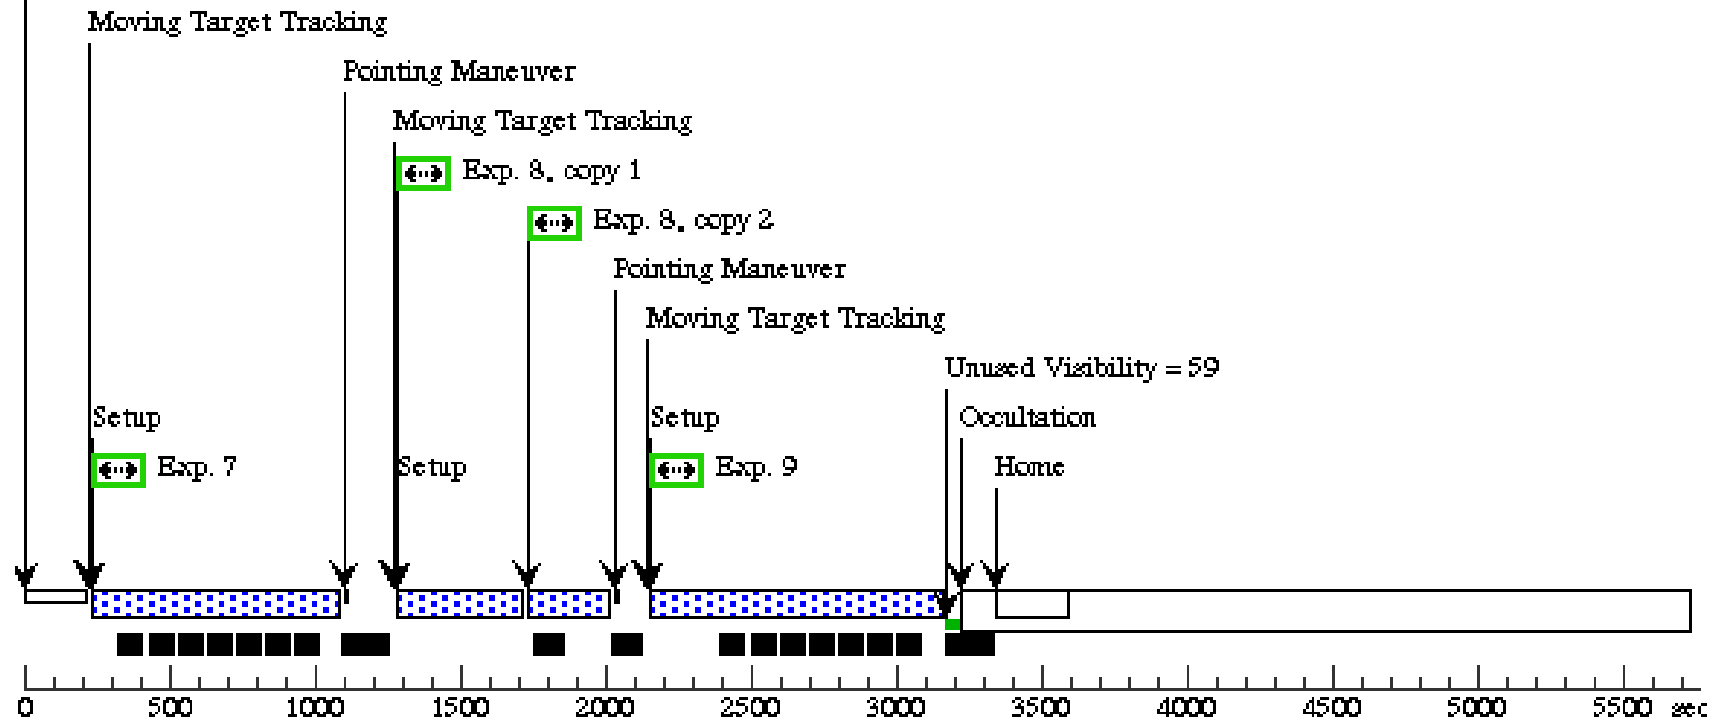 Moving Target Tracking
Pointing Maneuver
Moving Target Tracking
Exp. 8, copy 1
Exp. 8, copy 2
Pointing Maneuver
Moving Target Tracking
Unused Visibility = 59
Setup Setup Occultation
Exp. 7 Setup Exp. 9 Home
0 500 1000 1500 2000 2500 3000 3500 4000 4500 5000 5500 sec